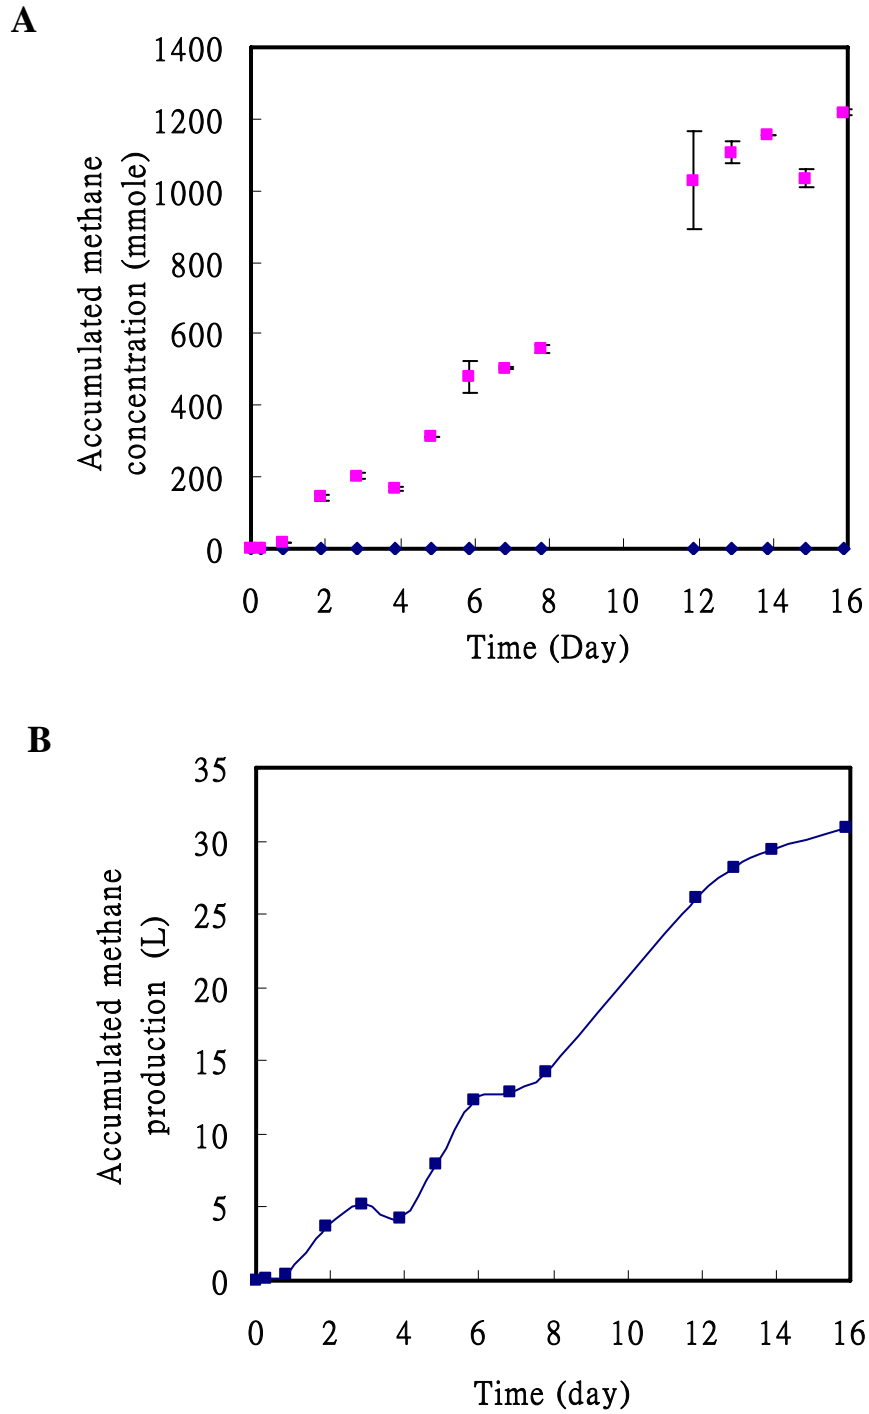 A
1400
1200
1000
800
600
400
200
0
Accumulated methane
concentration (mmole)
0 2 4 6 8 10 12 14 16
Time (Day)
B
35
30
25
20
15
10
5
0
Accumulated methane
production (L)
0 2 4 6 8 10 12 14 16
Time (day)